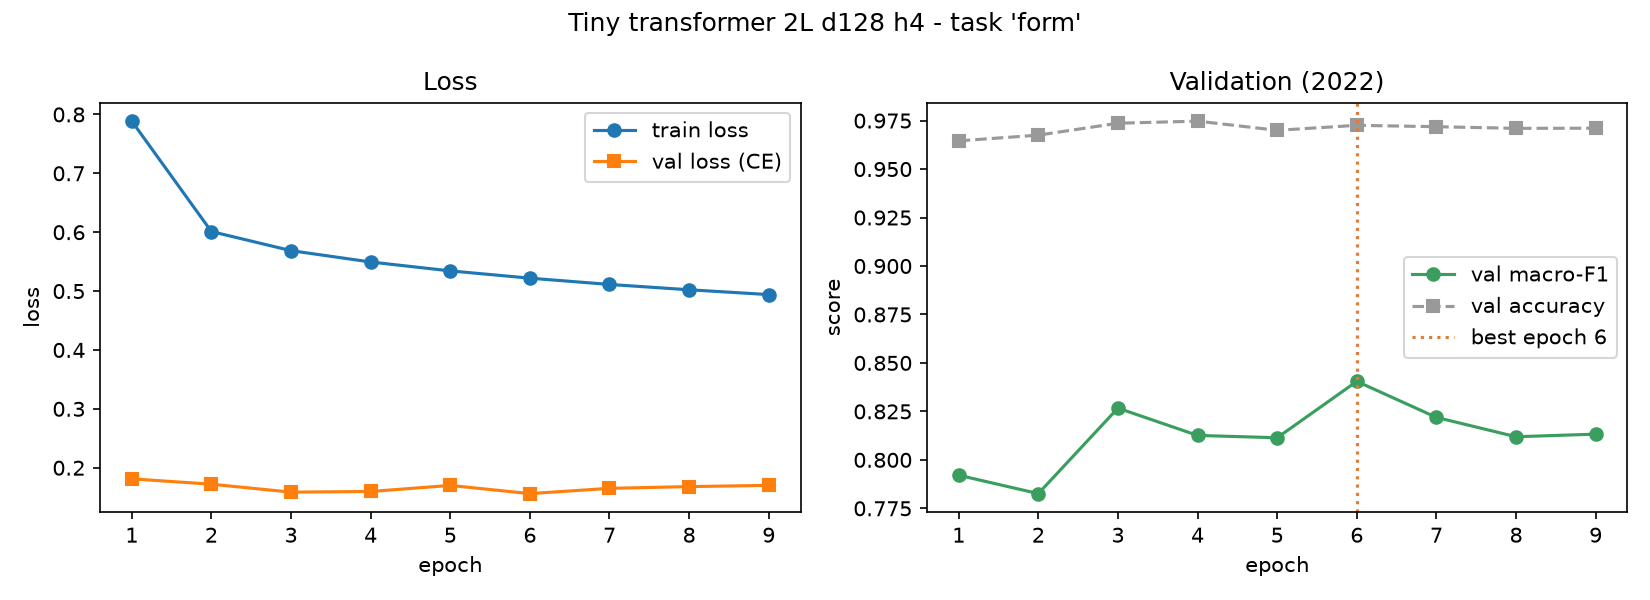 Tiny transformer 2L d128 h4 - task 'form'
Loss
0.8
0.7
0.6
0.5
0.4
0.3
0.2
loss
train loss
val loss (CE)
1 2 3 4 5 6 7 8 9
epoch
Validation (2022)
0.975
0.950
0.925
0.900
0.875
0.850
0.825
0.800
0.775
score
val macro-F1
val accuracy
best epoch 6
1 2 3 4 5 6 7 8 9
epoch